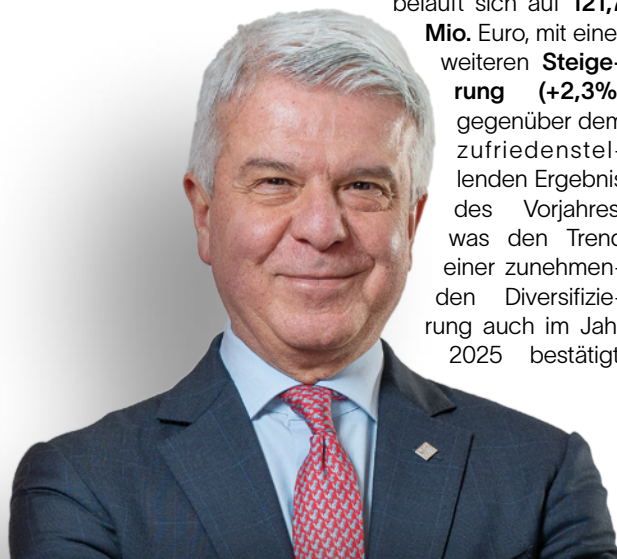 beläuft sich auf 121,
Mio. Euro, mit eine
weiteren Steige-
rung (+2,3%
gegenüber dem
zufriedenstel-
lenden Ergebnis
des Vorjahres
was den Trend
einer zunehmen-
den Diversifizie-
rung auch im Jah
2025 bestätigt